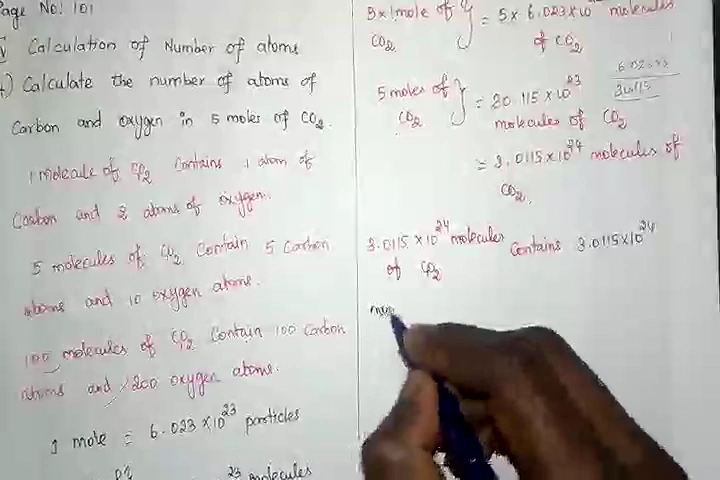 Page No: 101
Calculation of Number of atoms
Calculate the number of atoms of
Carbon and oxygen in 5 moles of CO2.
1 molecule of CO2 contains 1 atom of
Carbon and 2 atoms of oxygen.
5 molecules of CO2 Contain 5 Carbon
atoms and 10 oxygen atoms.
100 molecules of CO2 Contain 100 Carbon
atoms and 200 oxygen atoms.
1 mole = 6.023 x 10^23 particles
23 molecules
mole of } = 5 x 6.023 x 10 molecules
CO2 of CO2
5 moles of } = 30.115 x 10^23
CO2 molecules of CO2
30.115
= 3.0115 x 10^24 molecules of
CO2.
3.0115 x 10^24 molecules Contains 3.0115 x 10^24
of CO2